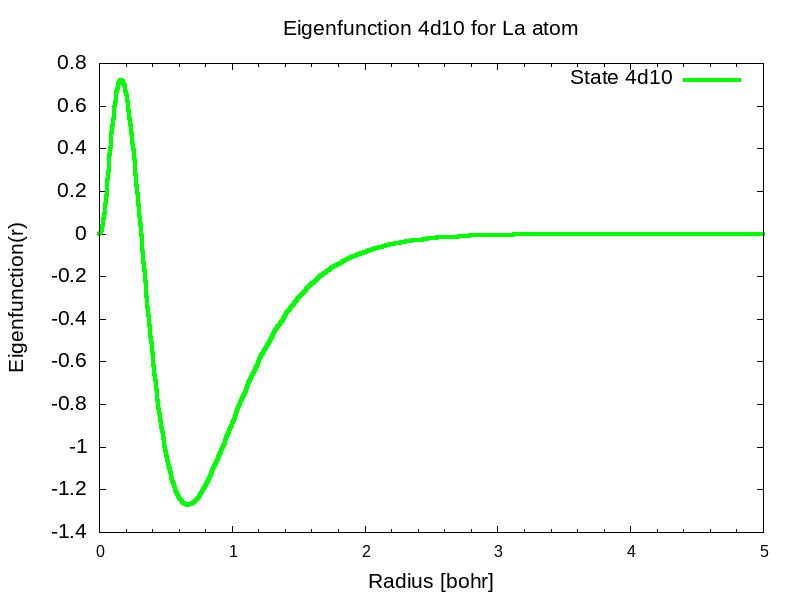 Eigenfunction 4d10 for La atom
State 4d10
0.8
0.6
0.4
0.2
0
-0.2
-0.4
-0.6
-0.8
-1
-1.2
-1.4
Eigenfunction(r)
0 1 2 3 4 5
Radius [bohr]